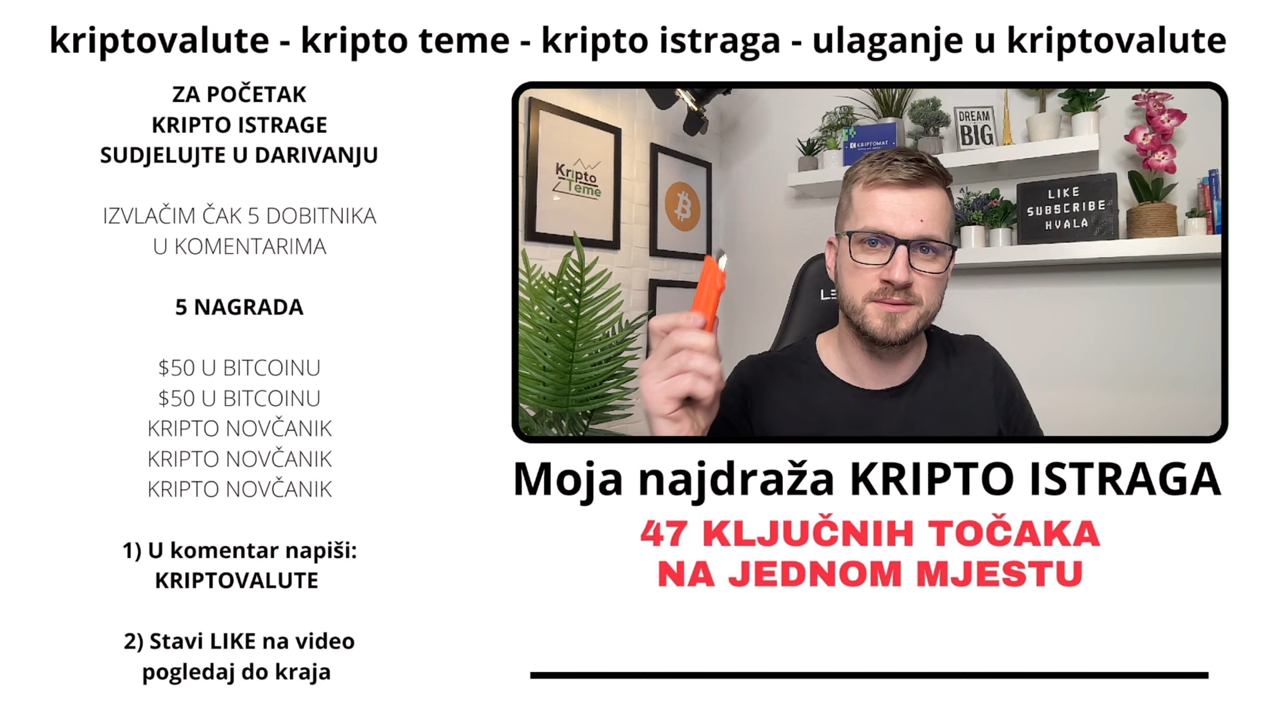 kriptovalute - kripto teme - kripto istraga - ulaganje u kriptovalute
ZA POČETAK
KRIPTO ISTRAGE
SUDJELUJTE U DARIVANJU
IZVLAČIM ČAK 5 DOBITNIKA
U KOMENTARIMA
5 NAGRADA
$50 U BITCOINU
$50 U BITCOINU
KRIPTO NOVČANIK
KRIPTO NOVČANIK
KRIPTO NOVČANIK
1) U komentar napiši:
KRIPTOVALUTE
2) Stavi LIKE na video
pogledaj do kraja
Kripto
Teme
KRIPTOMAT
DREAM
BIG
LIKE
SUBSCRIBE
HVALA
LE
Moja najdraža KRIPTO ISTRAGA
47 KLJUČNIH TOČAKA
NA JEDNOM MJESTU